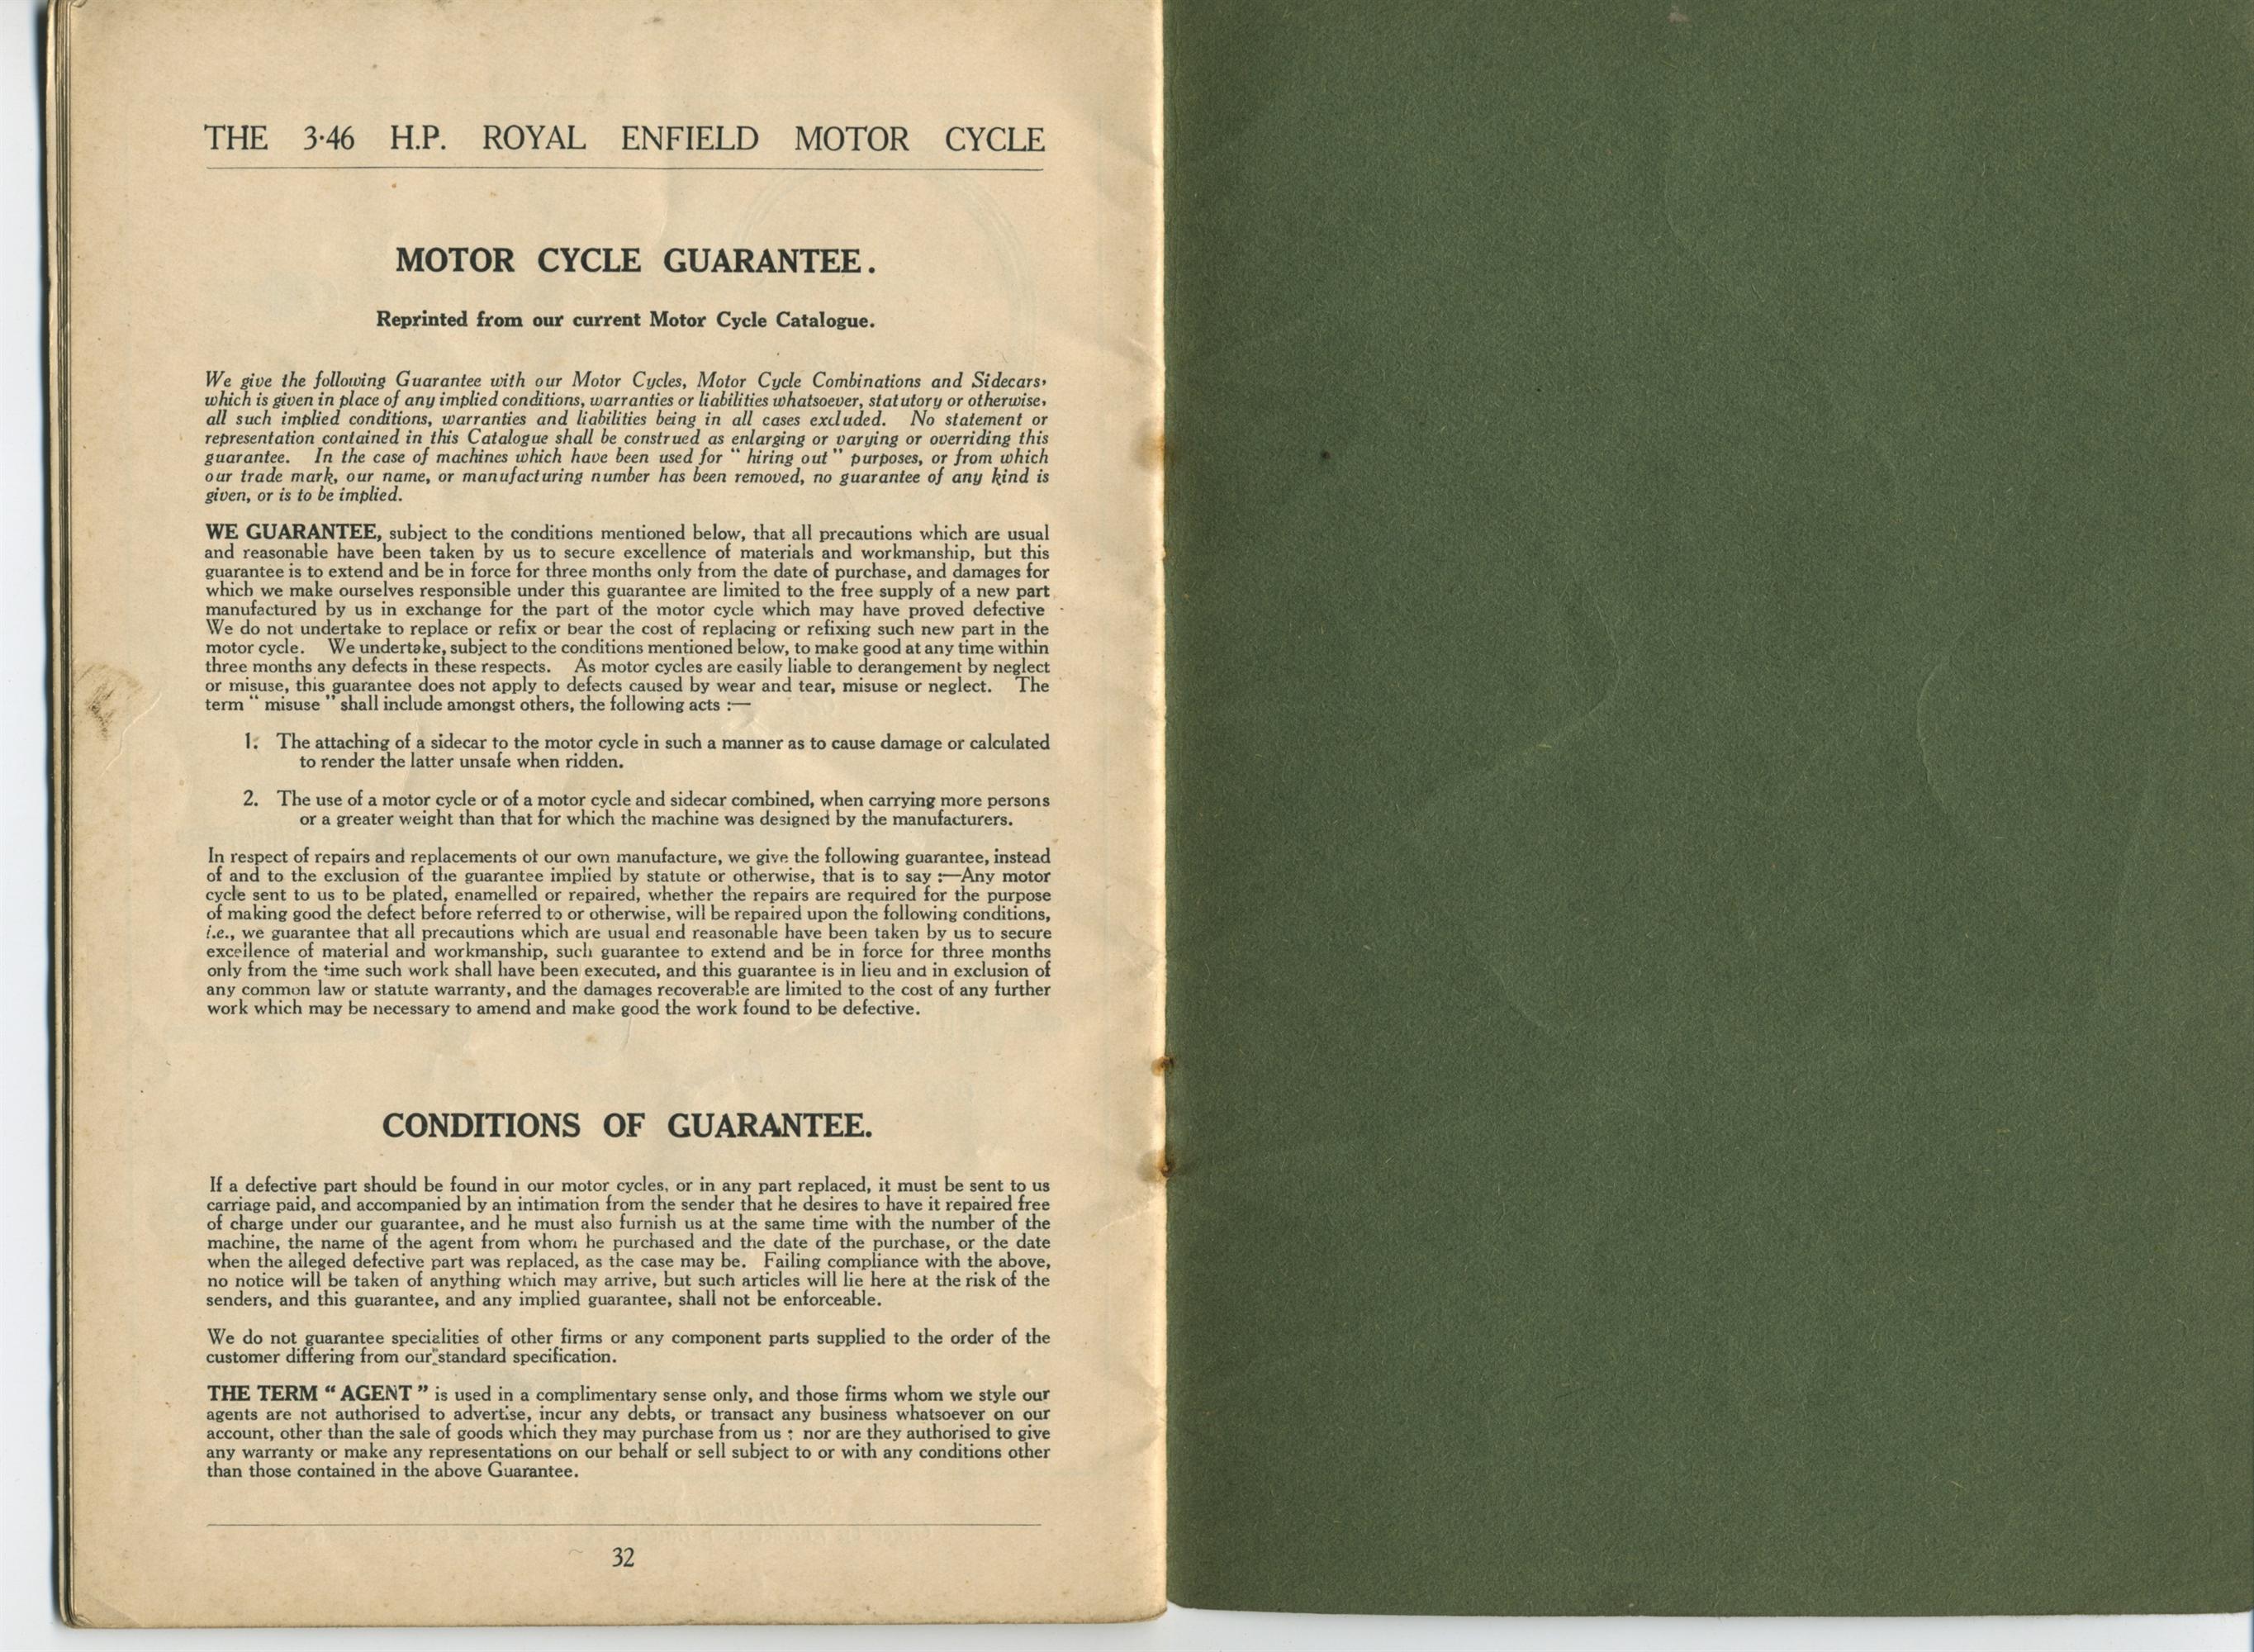 THE 3·46 H.P. ROYAL ENFIELD MOTOR CYCLE
MOTOR CYCLE GUARANTEE.
Reprinted from our current Motor Cycle Catalogue.
We give the following Guarantee with our Motor Cycles, Motor Cycle Combinations and Sidecars,
which is given in place of any implied conditions, warranties or liabilities whatsoever, statutory or otherwise,
all such implied conditions, warranties and liabilities being in all cases excluded. No statement or
representation contained in this Catalogue shall be construed as enlarging or varying or overriding this
guarantee. In the case of machines which have been used for " hiring out " purposes, or from which
our trade mark, our name, or manufacturing number has been removed, no guarantee of any kind is
given, or is to be implied.
WE GUARANTEE, subject to the conditions mentioned below, that all precautions which are usual
and reasonable have been taken by us to secure excellence of materials and workmanship, but this
guarantee is to extend and be in force for three months only from the date of purchase, and damages for
which we make ourselves responsible under this guarantee are limited to the free supply of a new part
manufactured by us in exchange for the part of the motor cycle which may have proved defective
We do not undertake to replace or refix or bear the cost of replacing or refixing such new part in the
motor cycle. We undertake, subject to the conditions mentioned below, to make good at any time within
three months any defects in these respects. As motor cycles are easily liable to derangement by neglect
or misuse, this guarantee does not apply to defects caused by wear and tear, misuse or neglect. The
term " misuse " shall include amongst others, the following acts :—
1. The attaching of a sidecar to the motor cycle in such a manner as to cause damage or calculated
to render the latter unsafe when ridden.
2. The use of a motor cycle or of a motor cycle and sidecar combined, when carrying more persons
or a greater weight than that for which the machine was designed by the manufacturers.
In respect of repairs and replacements of our own manufacture, we give the following guarantee, instead
of and to the exclusion of the guarantee implied by statute or otherwise, that is to say :—Any motor
cycle sent to us to be plated, enamelled or repaired, whether the repairs are required for the purpose
of making good the defect before referred to or otherwise, will be repaired upon the following conditions,
i.e., we guarantee that all precautions which are usual and reasonable have been taken by us to secure
excellence of material and workmanship, such guarantee to extend and be in force for three months
only from the time such work shall have been executed, and this guarantee is in lieu and in exclusion of
any common law or statute warranty, and the damages recoverable are limited to the cost of any further
work which may be necessary to amend and make good the work found to be defective.
CONDITIONS OF GUARANTEE.
If a defective part should be found in our motor cycles, or in any part replaced, it must be sent to us
carriage paid, and accompanied by an intimation from the sender that he desires to have it repaired free
of charge under our guarantee, and he must also furnish us at the same time with the number of the
machine, the name of the agent from whom he purchased and the date of the purchase, or the date
when the alleged defective part was replaced, as the case may be. Failing compliance with the above,
no notice will be taken of anything which may arrive, but such articles will lie here at the risk of the
senders, and this guarantee, and any implied guarantee, shall not be enforceable.
We do not guarantee specialities of other firms or any component parts supplied to the order of the
customer differing from our standard specification.
THE TERM " AGENT " is used in a complimentary sense only, and those firms whom we style our
agents are not authorised to advertise, incur any debts, or transact any business whatsoever on our
account, other than the sale of goods which they may purchase from us ; nor are they authorised to give
any warranty or make any representations on our behalf or sell subject to or with any conditions other
than those contained in the above Guarantee.
32